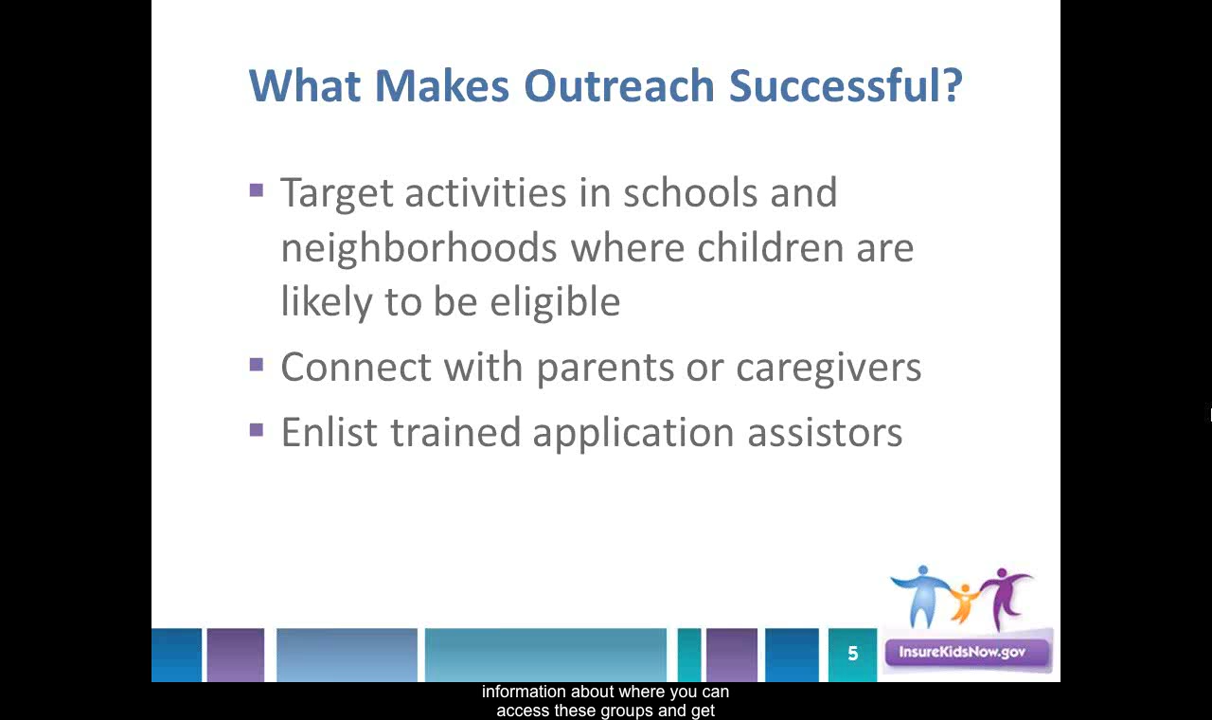 What Makes Outreach Successful?
▪ Target activities in schools and
neighborhoods where children are
likely to be eligible
▪ Connect with parents or caregivers
▪ Enlist trained application assistors
5
InsureKidsNow.gov
information about where you can
access these groups and get